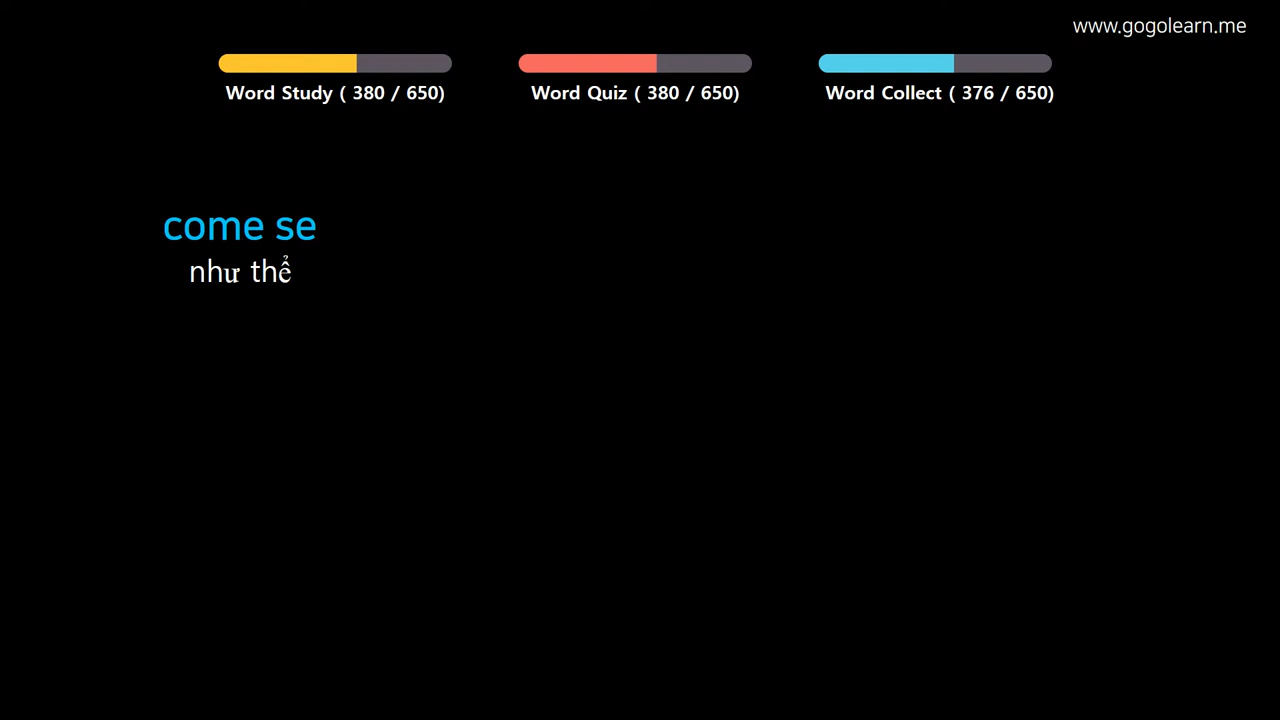 www.gogolearn.me
Word Study ( 380 / 650)
Word Quiz ( 380 / 650)
Word Collect ( 376 / 650)
come se
như thể